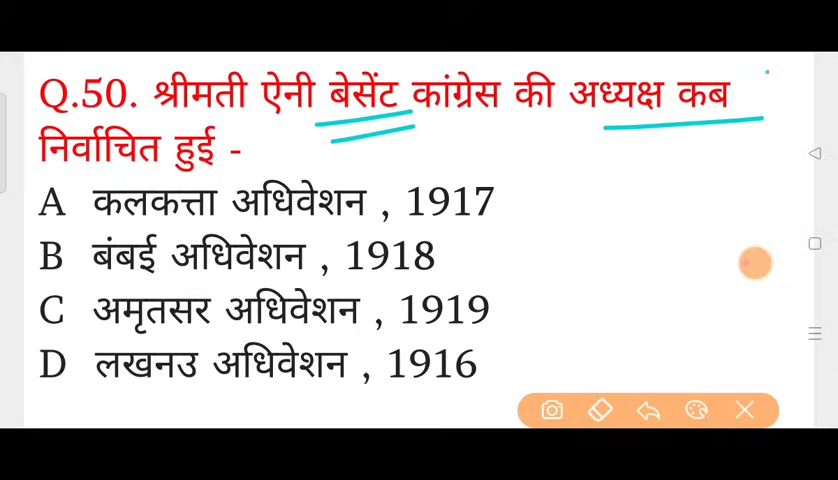 Q.50. श्रीमती ऐनी बेसेंट कांग्रेस की अध्यक्ष कब
निर्वाचित हुई -
A कलकत्ता अधिवेशन , 1917
B बंबई अधिवेशन , 1918
C अमृतसर अधिवेशन , 1919
D लखनउ अधिवेशन , 1916